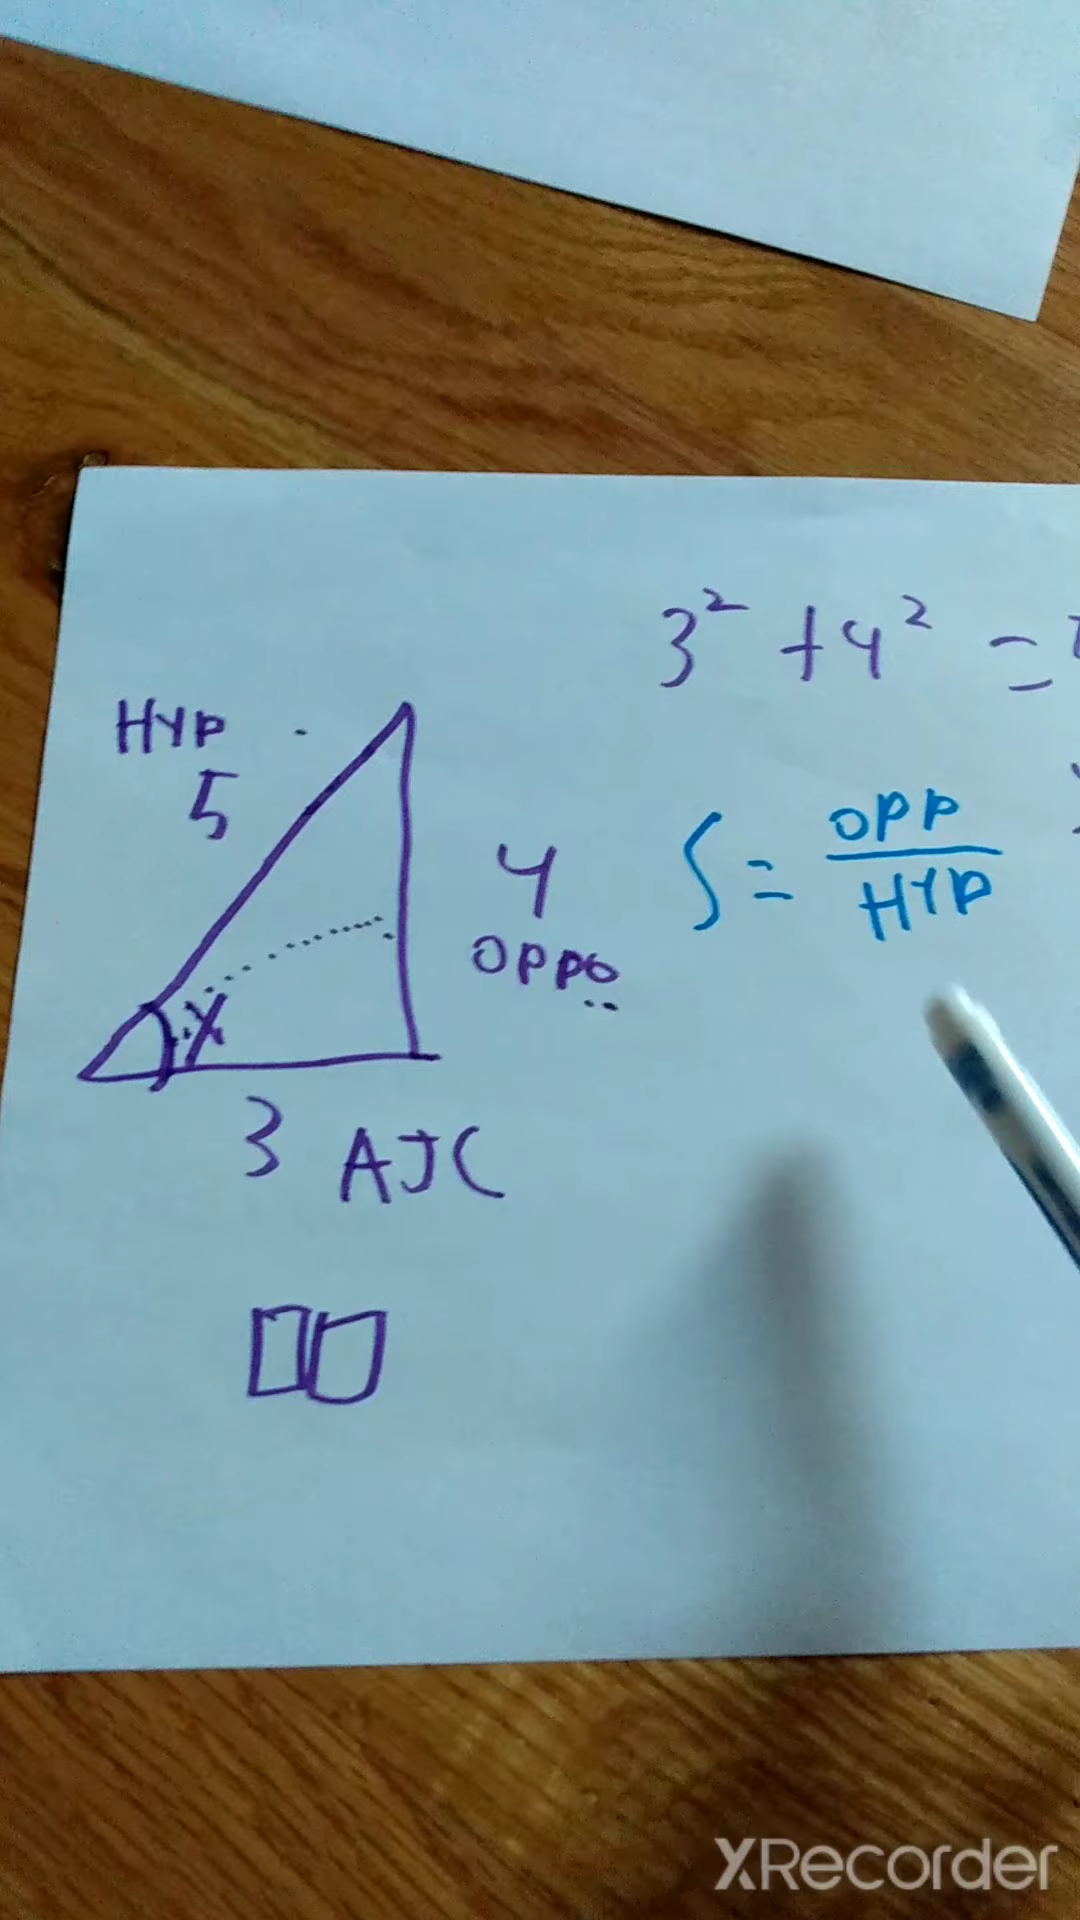 3² + 4² =
HYP
5
4
OPPO
S = OPP / HYP
X
3 AJC
XRecorder